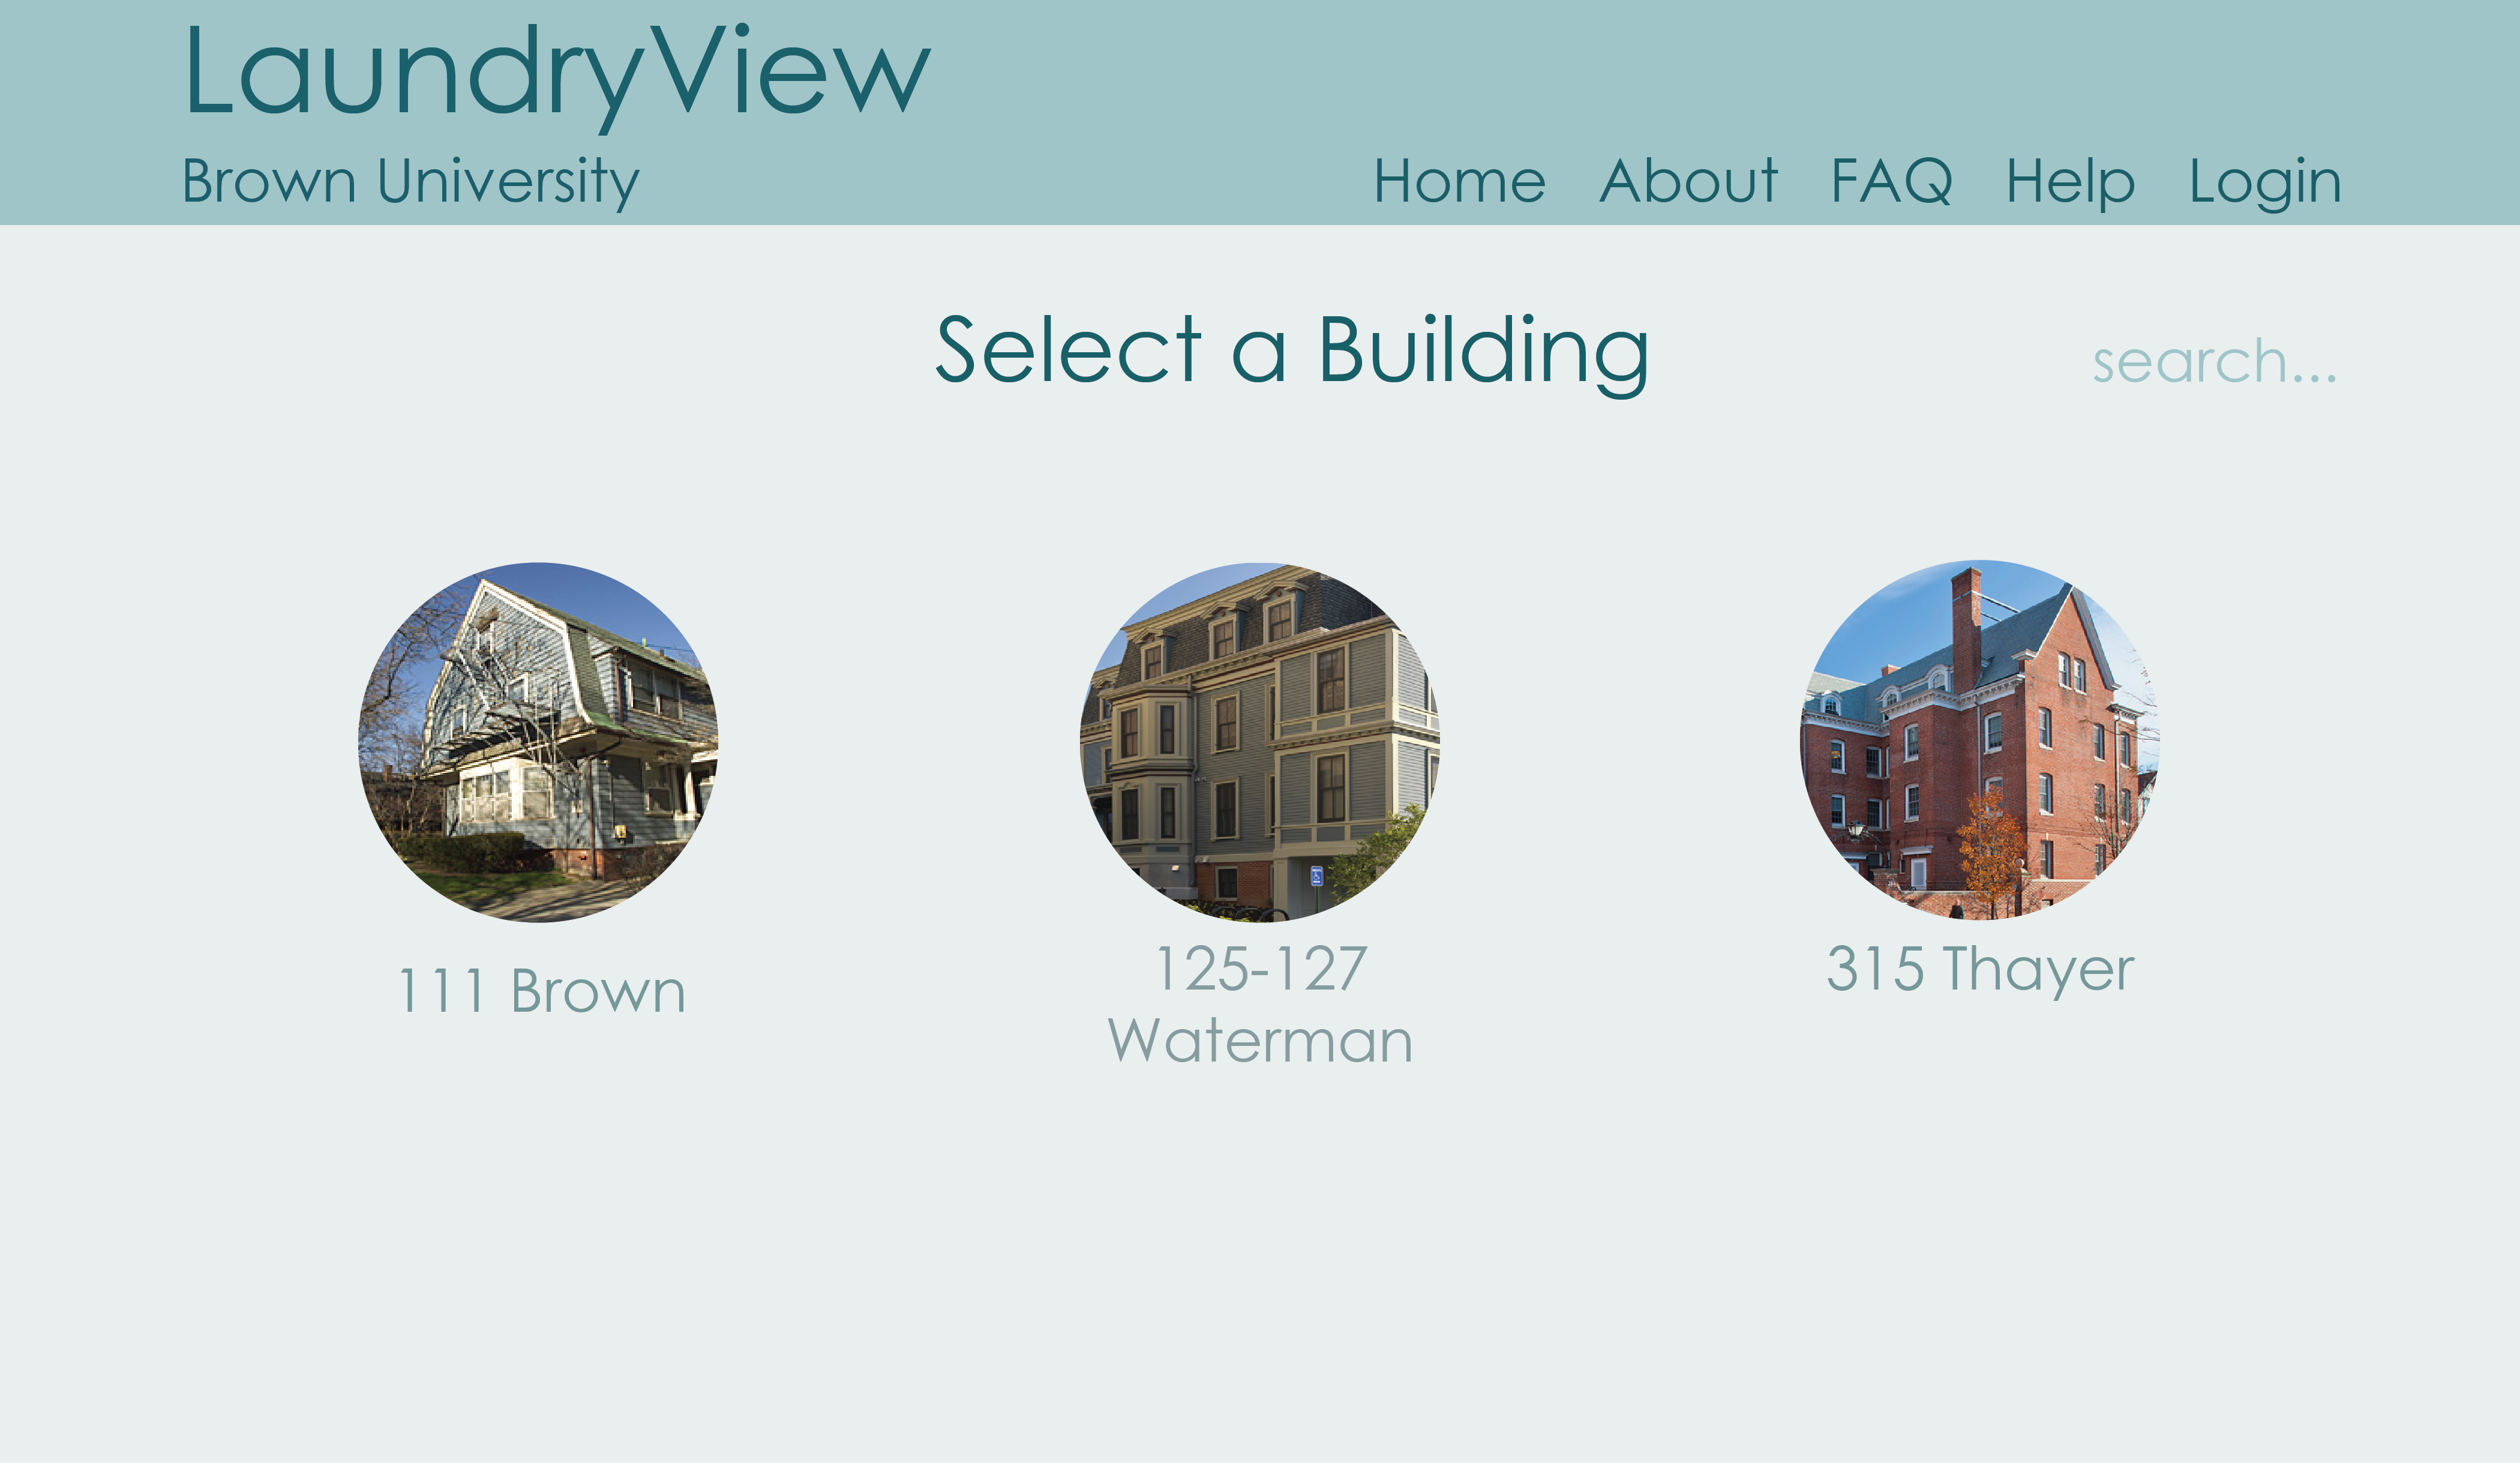 LaundryView
Brown University
Home About FAQ Help Login
Select a Building
search...
111 Brown
125-127
Waterman
315 Thayer